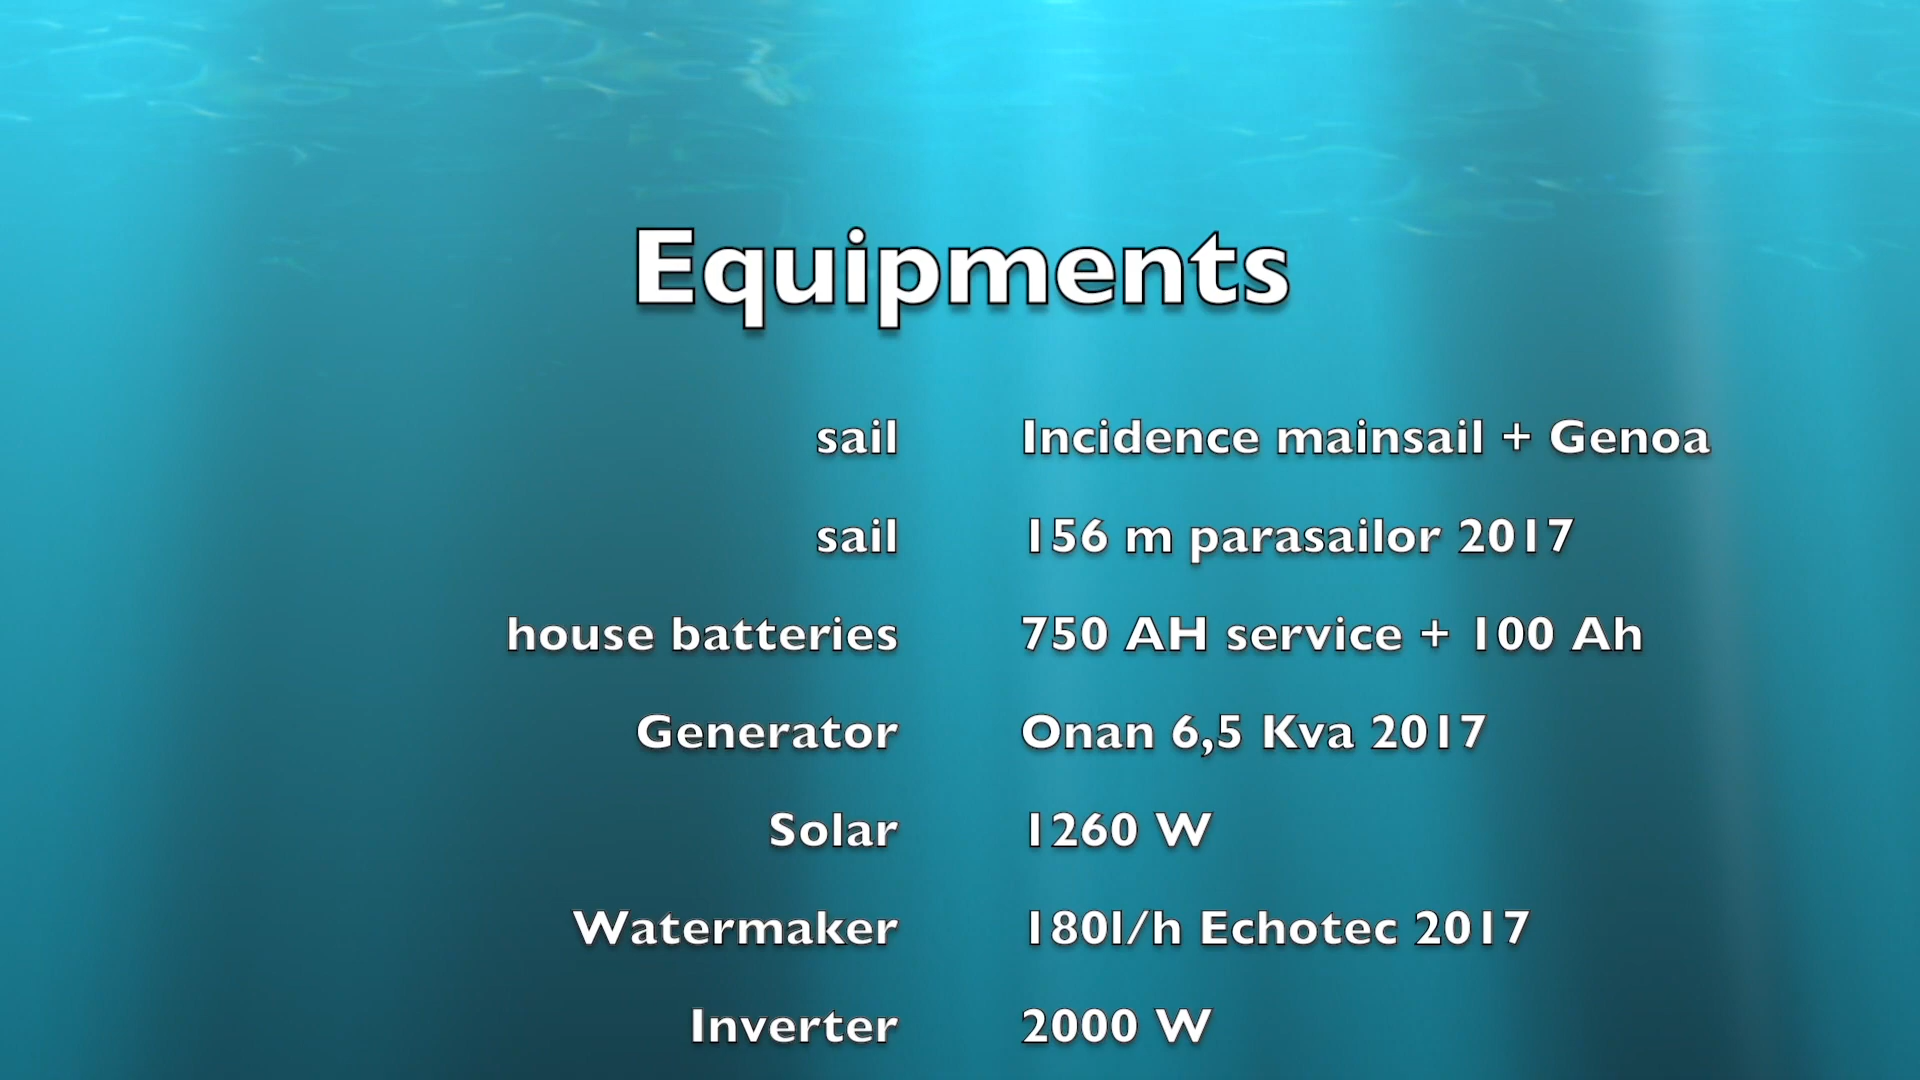 Equipments
sail Incidence mainsail + Genoa
sail 156 m parasailor 2017
house batteries 750 AH service + 100 Ah
Generator Onan 6,5 Kva 2017
Solar 1260 W
Watermaker 180l/h Echotec 2017
Inverter 2000 W